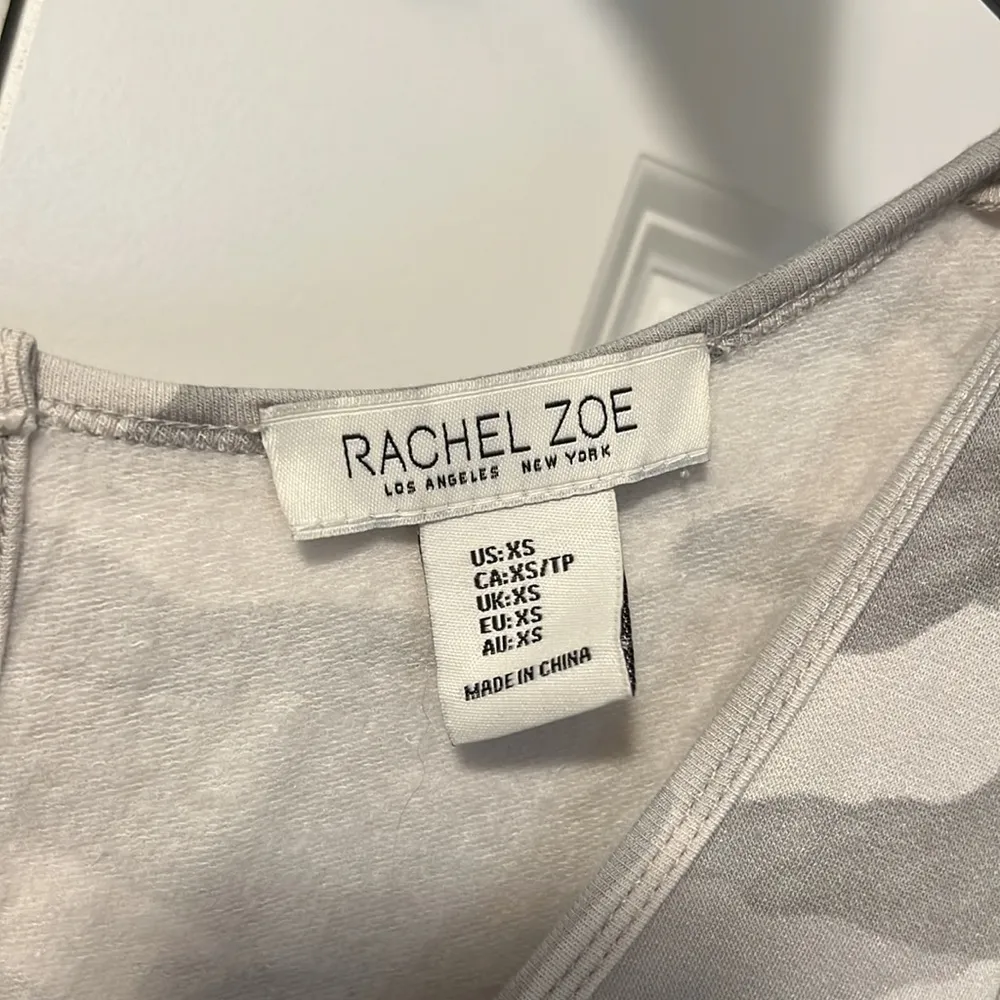 RACHEL ZOE
LOS ANGELES NEW YORK
US:XS
CA:XS/TP
UK:XS
EU:XS
AU:XS
MADE IN CHINA